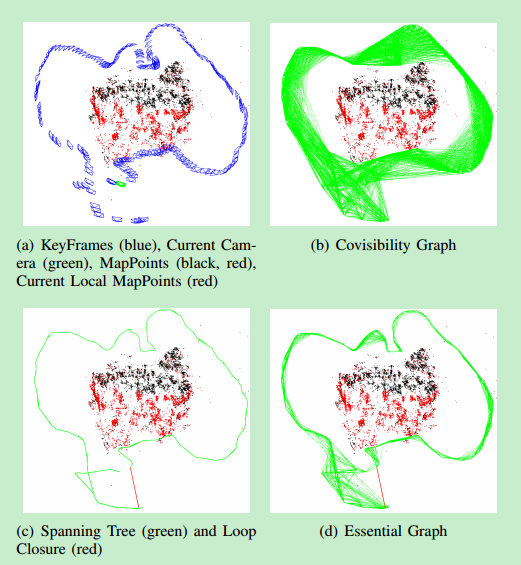 (a) KeyFrames (blue), Current Cam-
era (green), MapPoints (black, red),
Current Local MapPoints (red)
(b) Covisibility Graph
(c) Spanning Tree (green) and Loop
Closure (red)
(d) Essential Graph